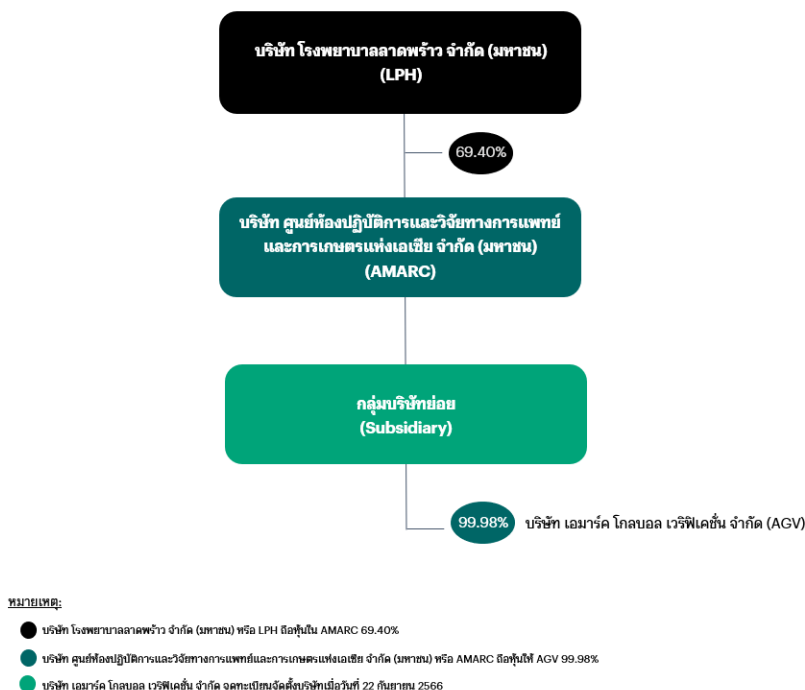 บริษัท โรงพยาบาลลาดพร้าว จำกัด (มหาชน)
(LPH)
69.40%
บริษัท ศูนย์ห้องปฏิบัติการและวิจัยทางการแพทย์
และการเกษตรแห่งเอเชีย จำกัด (มหาชน)
(AMARC)
กลุ่มบริษัทย่อย
(Subsidiary)
99.98% บริษัท เอมาร์ค โกลบอล เวริฟิเคชั่น จำกัด (AGV)
หมายเหตุ:
บริษัท โรงพยาบาลลาดพร้าว จำกัด (มหาชน) หรือ LPH ถือหุ้นใน AMARC 69.40%
บริษัท ศูนย์ห้องปฏิบัติการและวิจัยทางการแพทย์และการเกษตรแห่งเอเชีย จำกัด (มหาชน) หรือ AMARC ถือหุ้นให้ AGV 99.98%
บริษัท เอมาร์ค โกลบอล เวริฟิเคชั่น จำกัด จดทะเบียนจัดตั้งบริษัทเมื่อวันที่ 22 กันยายน 2566